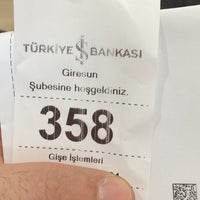 TÜRKİYE İŞ BANKASI
Giresun
Şubesine hoşgeldiniz.
358
Gişe İşlemleri